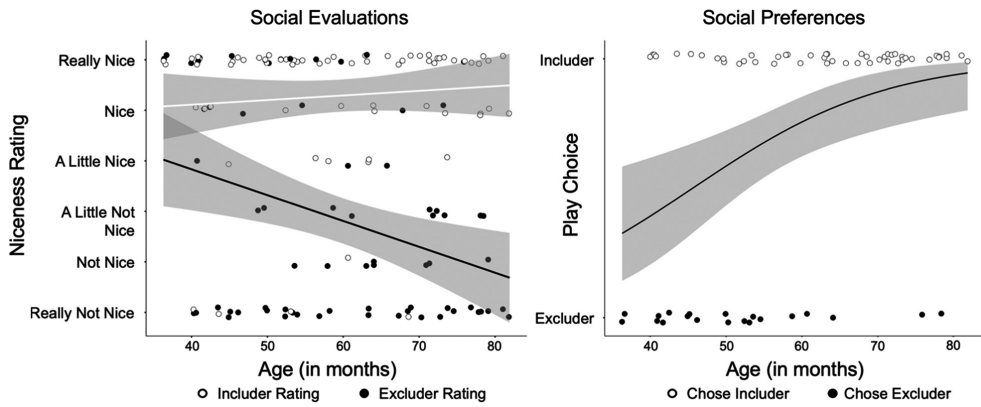 Social Evaluations
Niceness Rating
Really Nice
Nice
A Little Nice
A Little Not
Nice
Not Nice
Really Not Nice
40 50 60 70 80
Age (in months)
Includer Rating Excluder Rating
Social Preferences
Play Choice
Includer
Excluder
40 50 60 70 80
Age (in months)
Chose Includer Chose Excluder